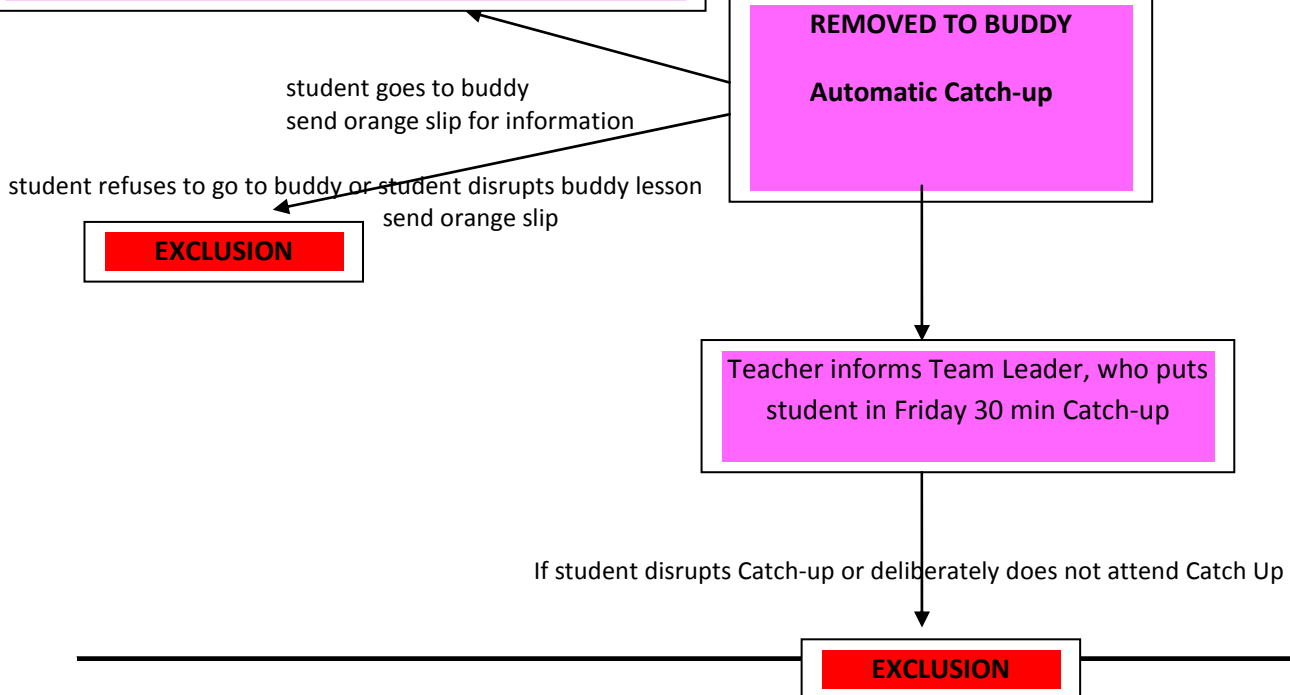 REMOVED TO BUDDY
Automatic Catch-up
student goes to buddy
send orange slip for information
student refuses to go to buddy or student disrupts buddy lesson
send orange slip
EXCLUSION
Teacher informs Team Leader, who puts
student in Friday 30 min Catch-up
If student disrupts Catch-up or deliberately does not attend Catch Up
EXCLUSION